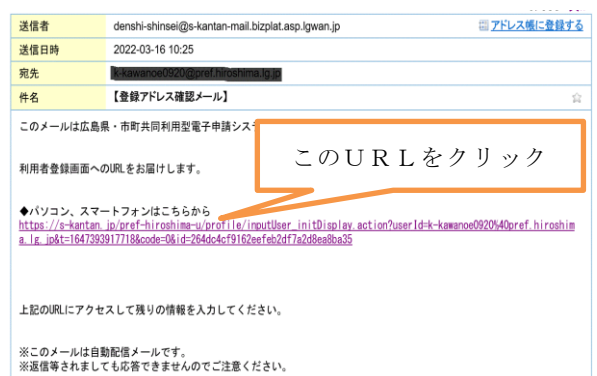 送信者 denshi-shinsei@s-kantan-mail.bizplat.asp.lgwan.jp アドレス帳に登録する
送信日時 2022-03-16 10:25
宛先
件名 【登録アドレス確認メール】
このメールは広島県・市町共同利用型電子申請シス
利用者登録画面へのURLをお届けします。
このURLをクリック
◆パソコン、スマートフォンはこちらから
https://s-kantan.jp/pref-hiroshima-u/profile/inputUser_initDisplay.action?userId=k-kawanoe0920%40pref.hiroshim
a.lg.jp&t=1647393917718&code=0&id=264dc4cf9162eefeb2df7a2d8ea8ba35
上記のURLにアクセスして残りの情報を入力してください。
※このメールは自動配信メールです。
※返信等されましても応答できませんのでご注意ください。